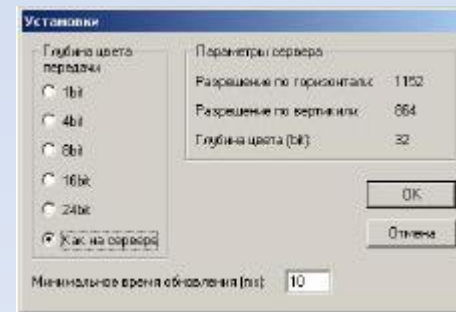 Установки
Глубина цвета
передачи
1bit
4bit
8bit
16bit
24bit
Как на сервере
Параметры сервера
Разрешение по горизонтали: 1152
Разрешение по вертикали: 864
Глубина цвета (bit): 32
OK
Отмена
Минимальное время обновления (ms): 10